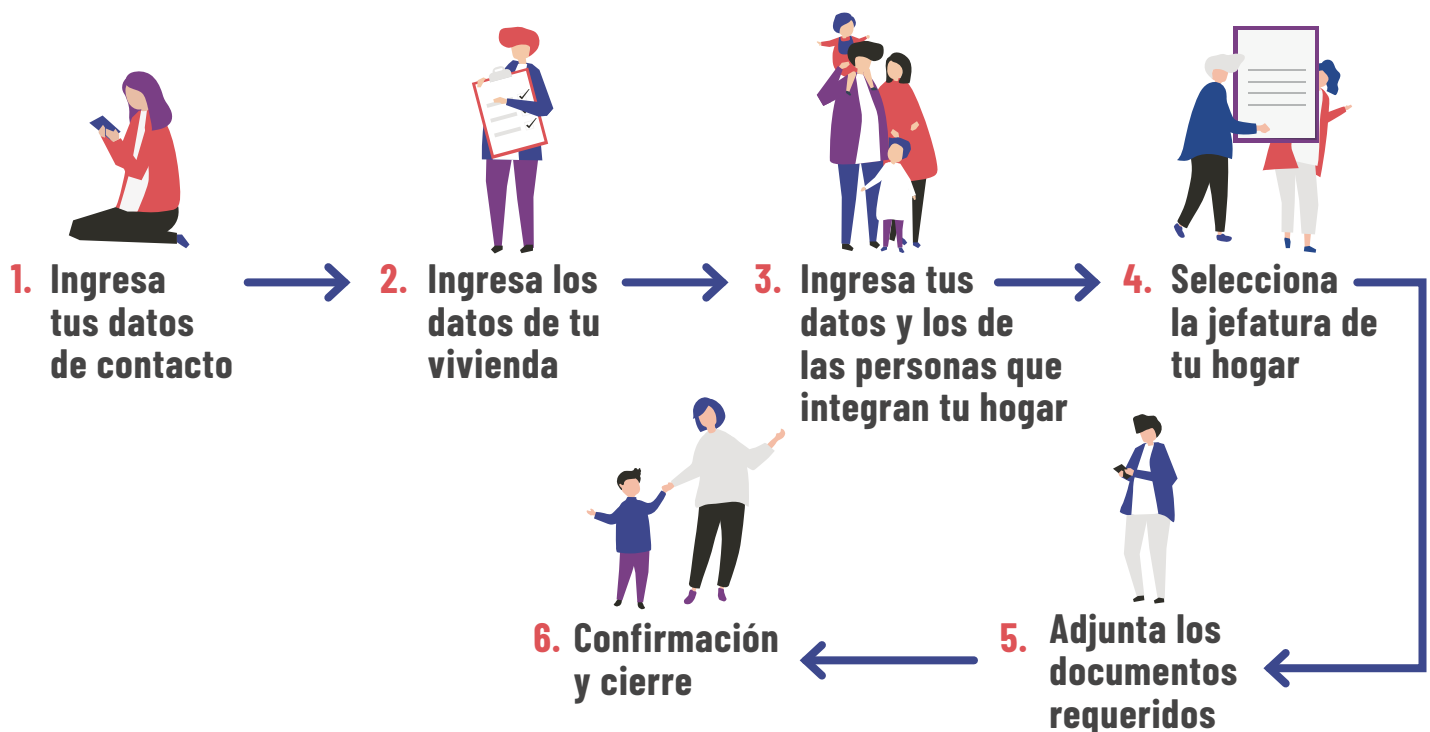 1. Ingresa
tus datos
de contacto
2. Ingresa los
datos de tu
vivienda
3. Ingresa tus
datos y los de
las personas que
integran tu hogar
4. Selecciona
la jefatura de
tu hogar
5. Adjunta los
documentos
requeridos
6. Confirmación
y cierre